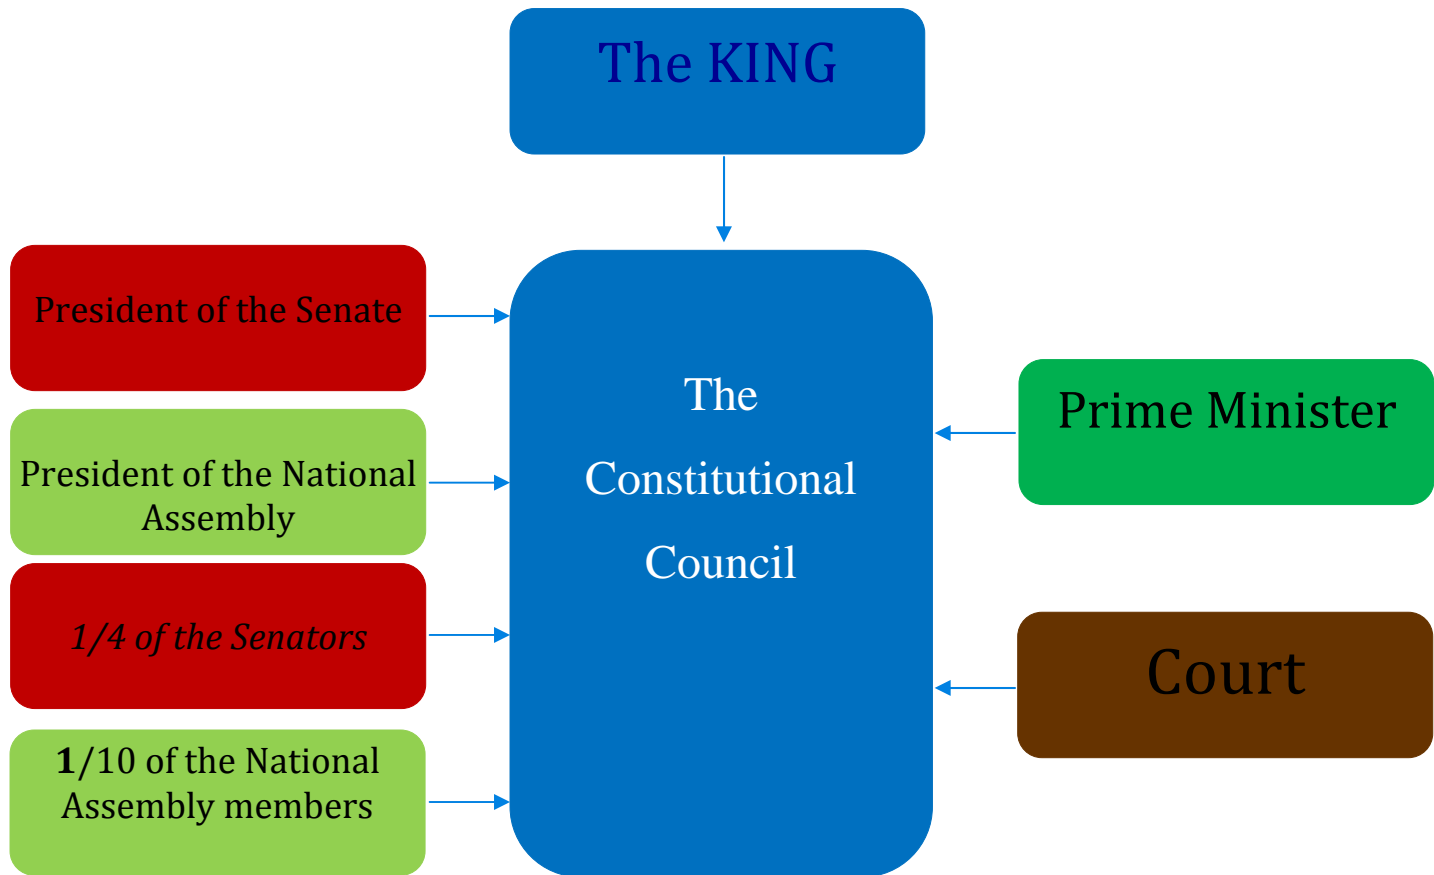 The KING
President of the Senate
President of the National
Assembly
1/4 of the Senators
1/10 of the National
Assembly members
The
Constitutional
Council
Prime Minister
Court